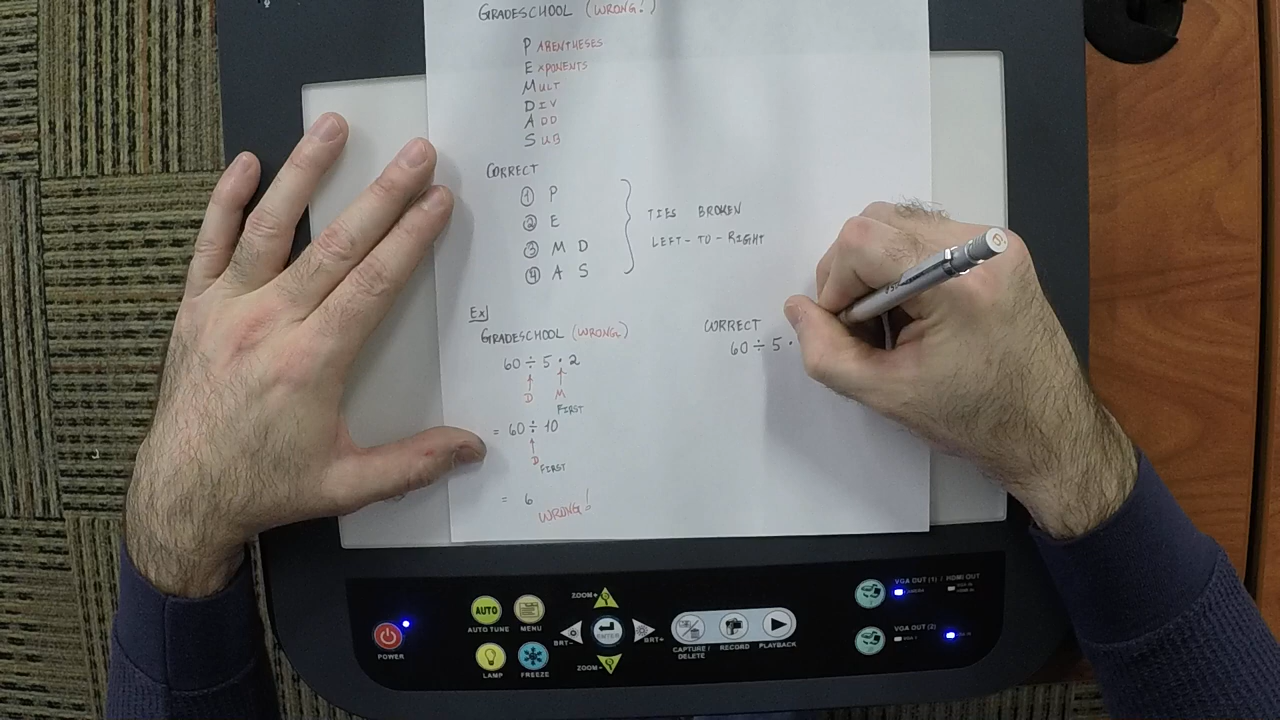 GRADESCHOOL (WRONG!)
PARENTHESES
EXPONENTS
MULT
DIV
ADD
SUB
CORRECT
① P
② E
③ M D
④ A S
TIES BROKEN
LEFT-TO-RIGHT
Ex
GRADESCHOOL (WRONG)
60 ÷ 5 · 2
D M
FIRST
= 60 ÷ 10
D FIRST
= 6
WRONG!
CORRECT
60 ÷ 5 ·
POWER
AUTO
AUTO TUNE
MENU
LAMP
FREEZE
ZOOM+
BRT-
ENTER
BRT+
ZOOM-
CAPTURE / DELETE
RECORD
PLAYBACK
VGA OUT (1) / HDMI OUT
VGA OUT (2)